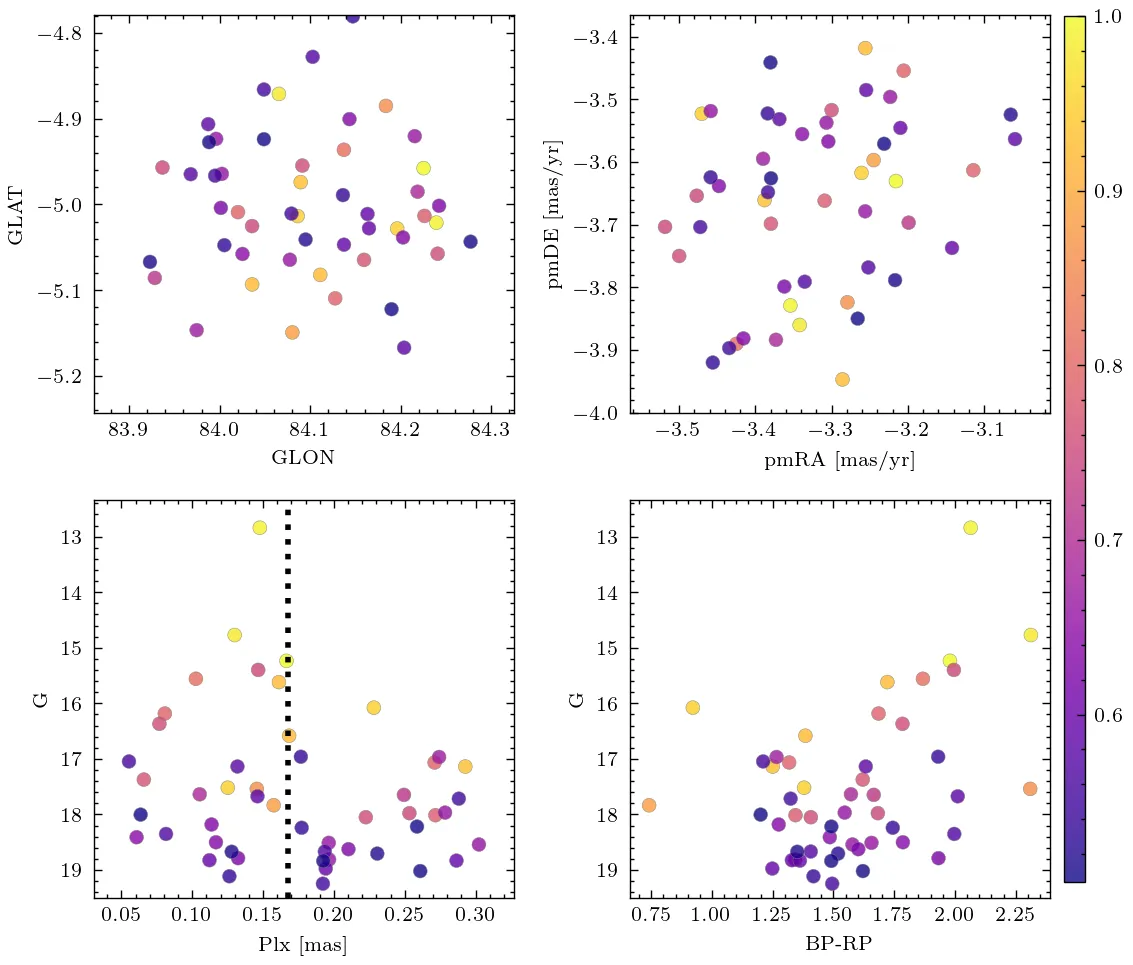 −4.8
−4.9
−5.0
−5.1
−5.2
GLAT
83.9 84.0 84.1 84.2 84.3
GLON
−3.4
−3.5
−3.6
−3.7
−3.8
−3.9
−4.0
pmDE [mas/yr]
−3.5 −3.4 −3.3 −3.2 −3.1
pmRA [mas/yr]
1.0
0.9
0.8
0.7
0.6
13
14
15
16
17
18
19
G
0.05 0.10 0.15 0.20 0.25 0.30
Plx [mas]
13
14
15
16
17
18
19
G
0.75 1.00 1.25 1.50 1.75 2.00 2.25
BP-RP